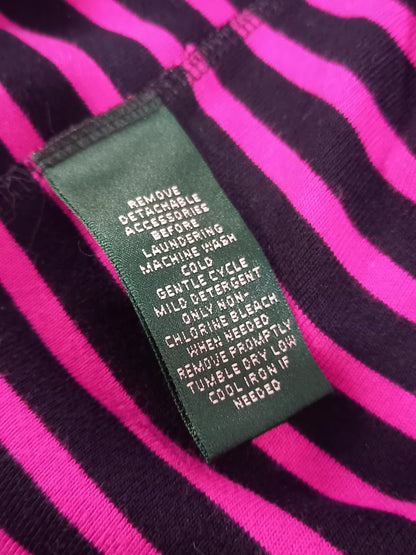 REMOVE
DETACHABLE
ACCESSORIES
BEFORE
LAUNDERING
MACHINE WASH
COLD
GENTLE CYCLE
MILD DETERGENT
ONLY NON-
CHLORINE BLEACH
WHEN NEEDED
REMOVE PROMPTLY
TUMBLE DRY LOW
COOL IRON IF
NEEDED